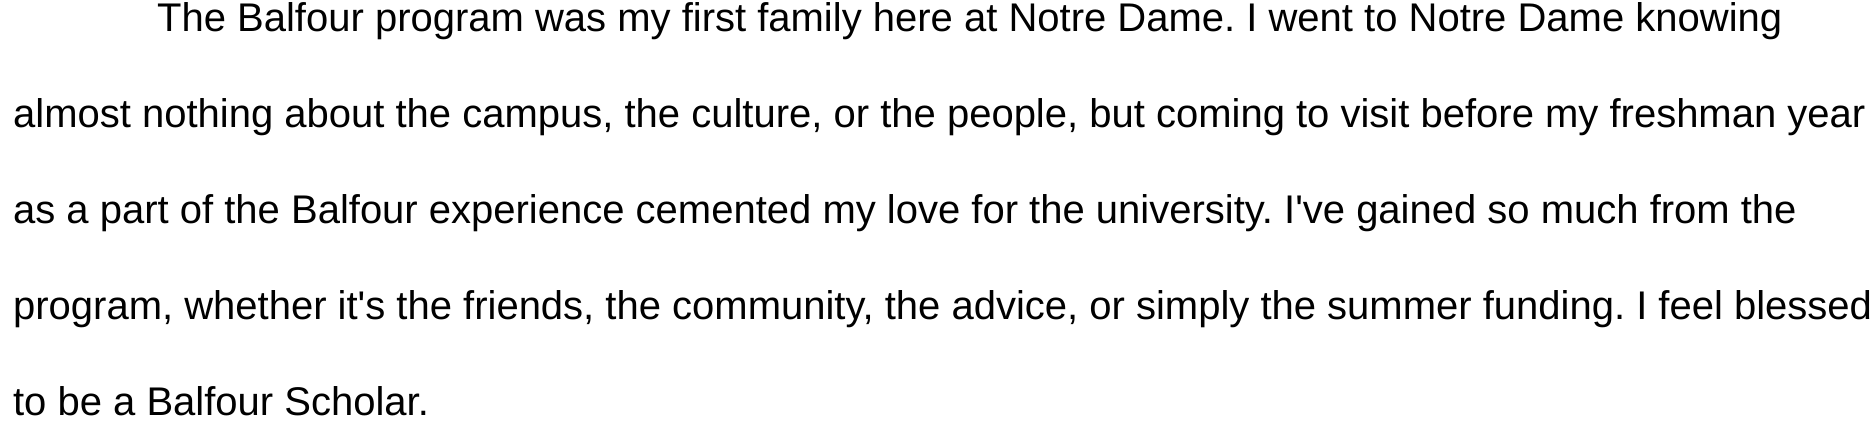 The Balfour program was my first family here at Notre Dame. I went to Notre Dame knowing
almost nothing about the campus, the culture, or the people, but coming to visit before my freshman year
as a part of the Balfour experience cemented my love for the university. I've gained so much from the
program, whether it's the friends, the community, the advice, or simply the summer funding. I feel blessed
to be a Balfour Scholar.